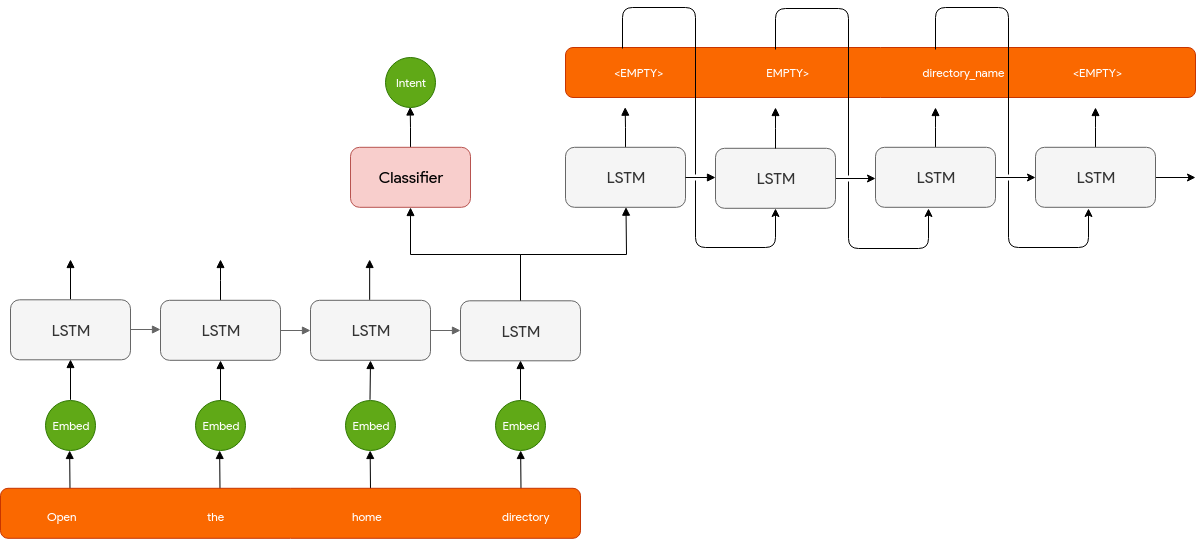 <EMPTY> EMPTY> directory_name <EMPTY>
Intent
Classifier LSTM LSTM LSTM LSTM
LSTM LSTM LSTM LSTM
Embed Embed Embed Embed
Open the home directory